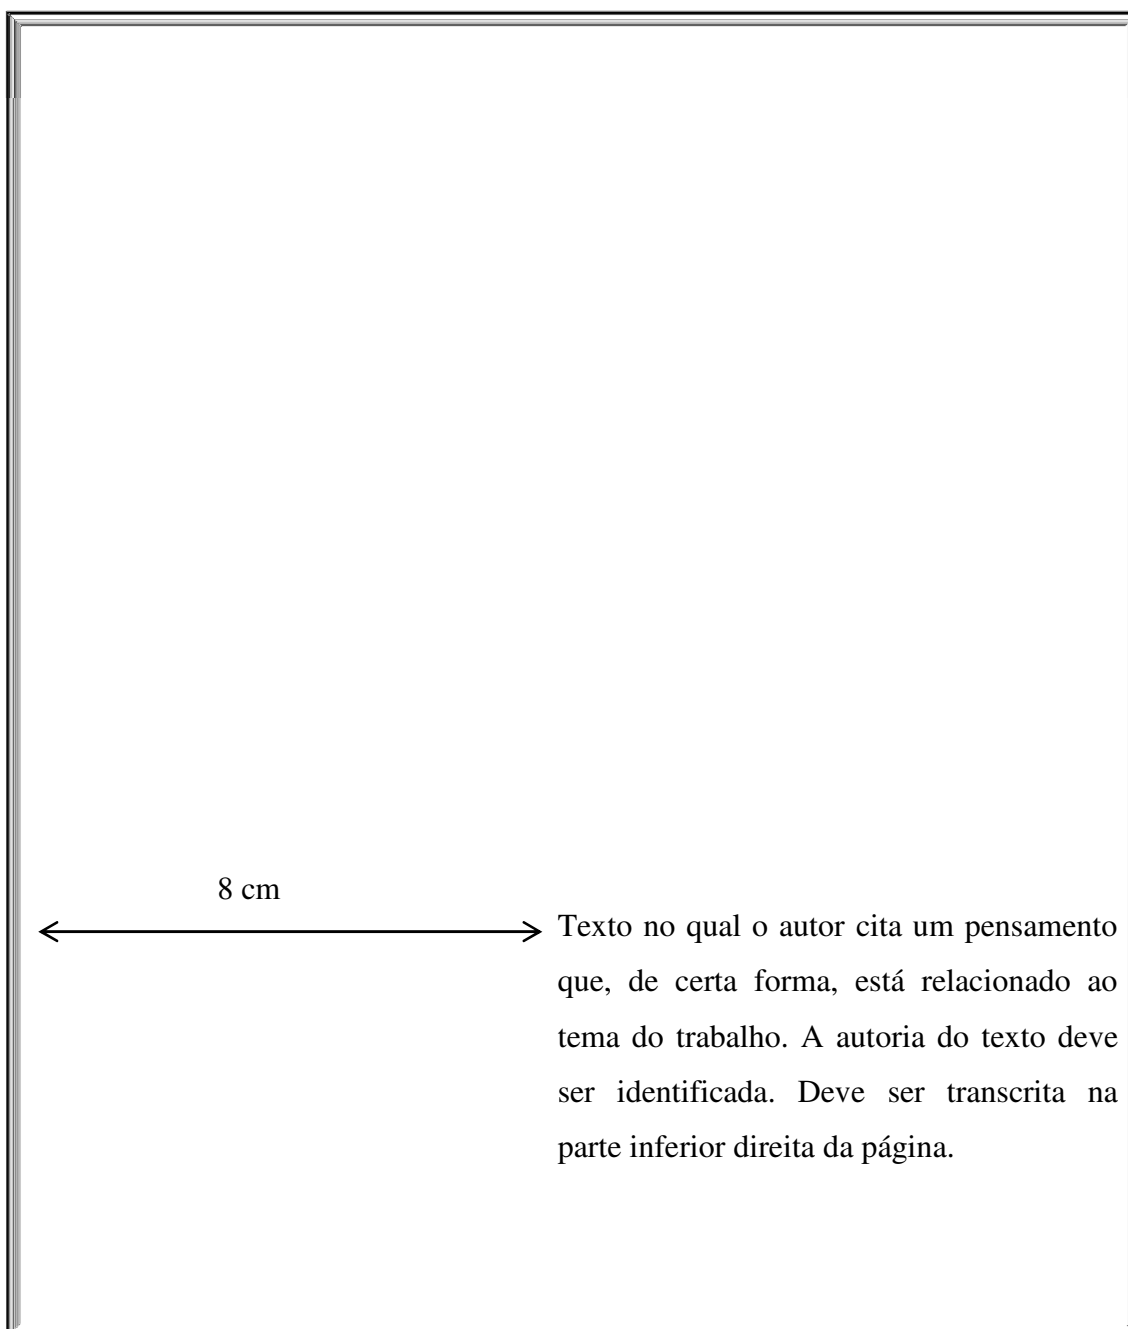 8 cm
Texto no qual o autor cita um pensamento
que, de certa forma, está relacionado ao
tema do trabalho. A autoria do texto deve
ser identificada. Deve ser transcrita na
parte inferior direita da página.